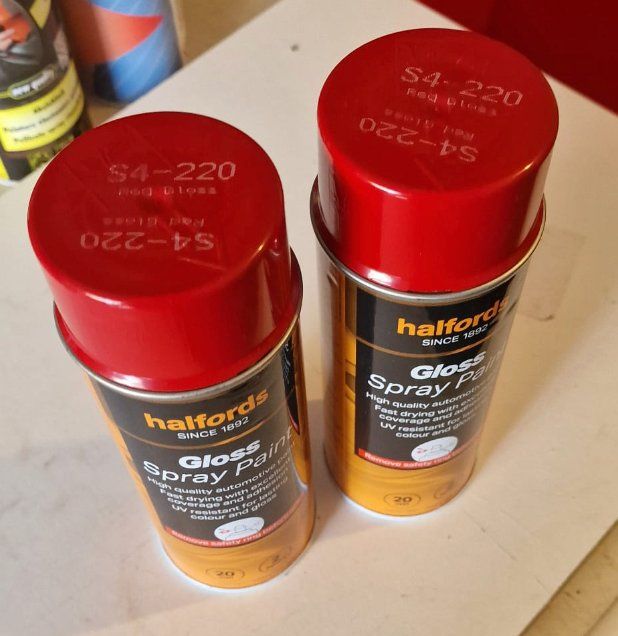 S4-220
Red Gloss
Red Gloss
S4-220
halfords
SINCE 1892
Gloss
Spray Paint
High quality automotive
Fast drying with excellent
coverage and adhesion
UV resistant for
colour and gloss
Remove safety ring
20
S4-220
Red Gloss
Red Gloss
S4-220
halfords
SINCE 1892
Gloss
Spray
High quality automotive
Fast drying with
coverage and
UV resistant for
colour and
Remove safety ring
20